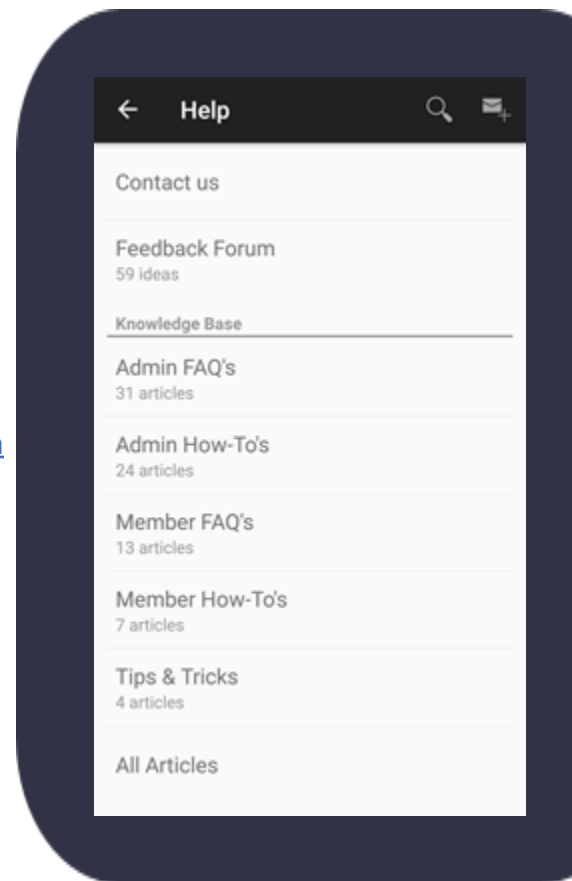 Help
Contact us
Feedback Forum
59 ideas
Knowledge Base
Admin FAQ's
31 articles
Admin How-To's
24 articles
Member FAQ's
13 articles
Member How-To's
7 articles
Tips & Tricks
4 articles
All Articles